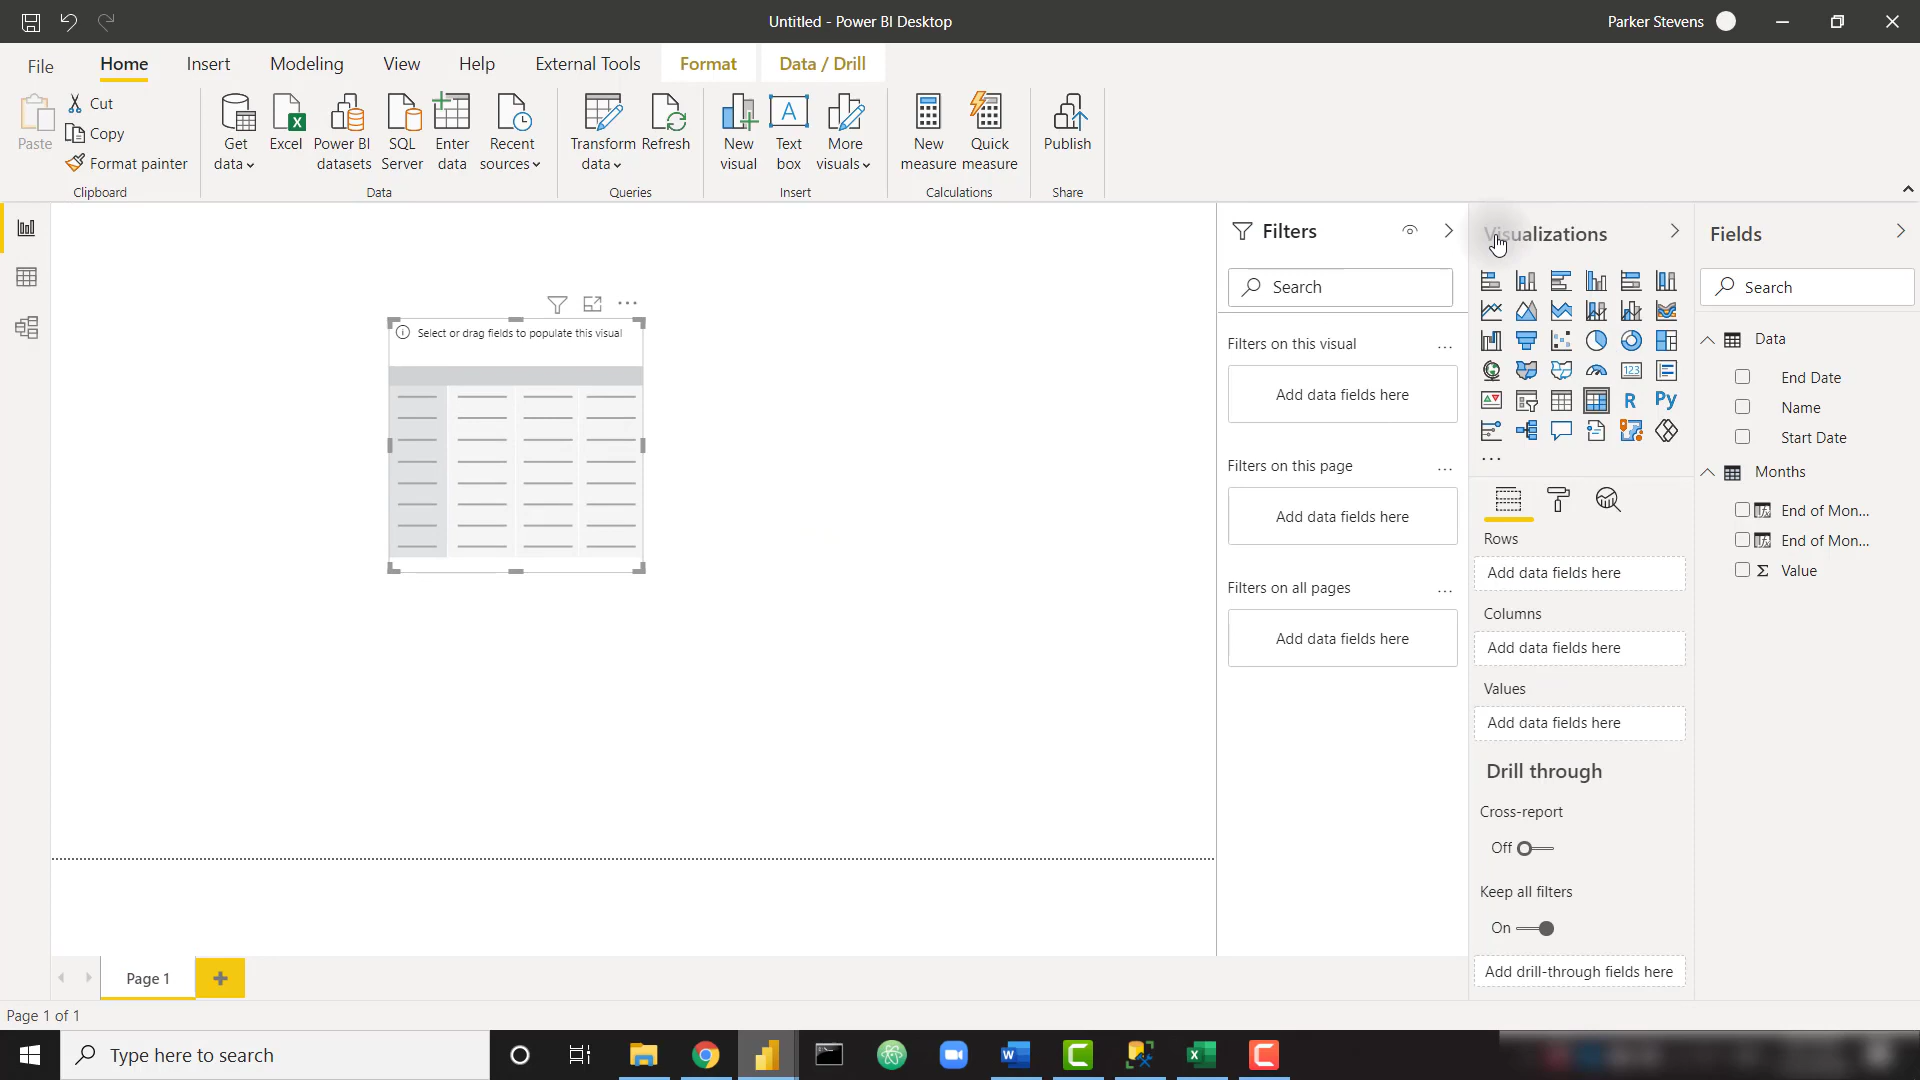 Untitled - Power BI Desktop
Parker Stevens
File
Home
Insert
Modeling
View
Help
External Tools
Format
Data / Drill
Paste
Cut
Copy
Format painter
Clipboard
Get data
Excel
Power BI datasets
SQL Server
Enter data
Recent sources
Data
Transform data
Refresh
Queries
New visual
Text box
More visuals
Insert
New measure
Quick measure
Calculations
Publish
Share
Select or drag fields to populate this visual
Filters
Search
Filters on this visual
...
Add data fields here
Filters on this page
...
Add data fields here
Filters on all pages
...
Add data fields here
Visualizations
123
R
Py
...
Rows
Add data fields here
Columns
Add data fields here
Values
Add data fields here
Drill through
Cross-report
Off
Keep all filters
On
Add drill-through fields here
Fields
Search
Data
End Date
Name
Start Date
Months
End of Mon...
End of Mon...
Σ Value
Page 1
Page 1 of 1
Type here to search